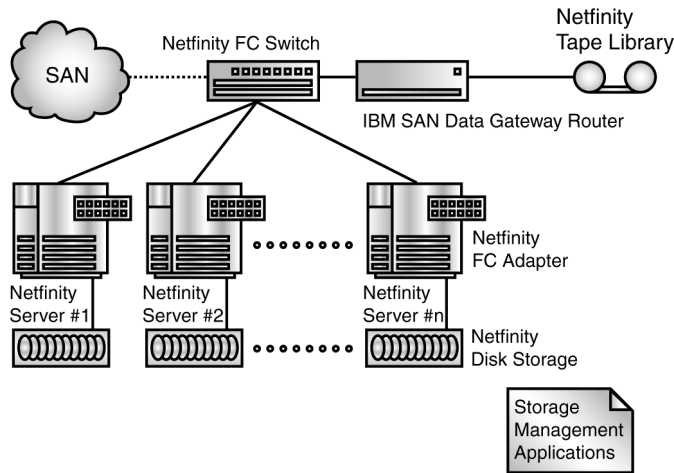 Netfinity
Tape Library
Netfinity FC Switch
SAN
IBM SAN Data Gateway Router
Netfinity
FC Adapter
Netfinity
Server #1
Netfinity
Server #2
Netfinity
Server #n
Netfinity
Disk Storage
Storage
Management
Applications